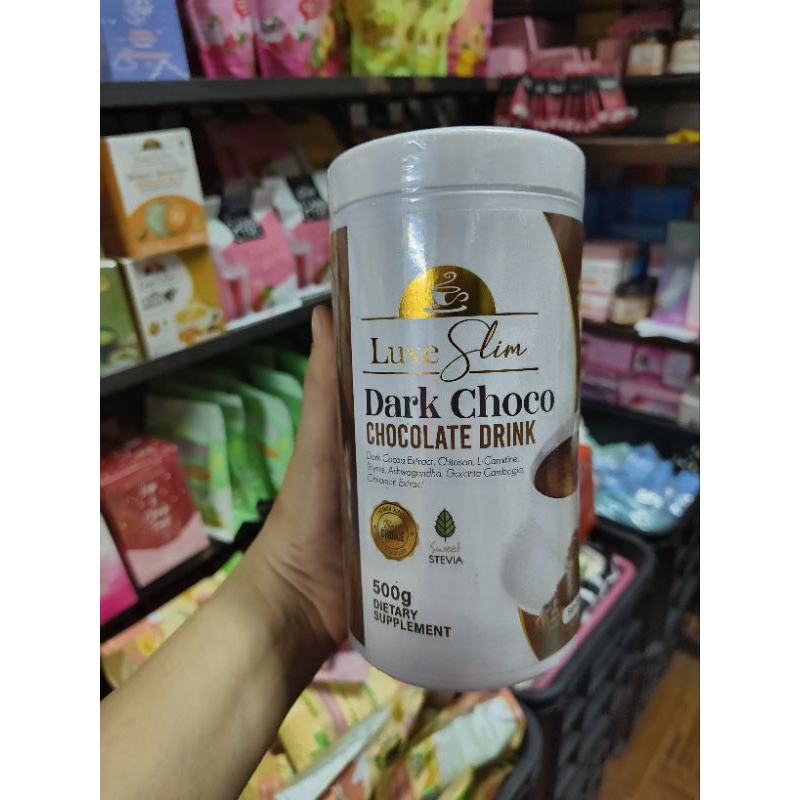 Luxe Slim
Dark Choco
CHOCOLATE DRINK
Dark Cocoa Extract, Chitosan, L-Carnitine,
Thyme, Ashwagandha, Garcinia Cambogia,
Cinnamon Extract
CHOICE
Sweet
STEVIA
500g
DIETARY
SUPPLEMENT